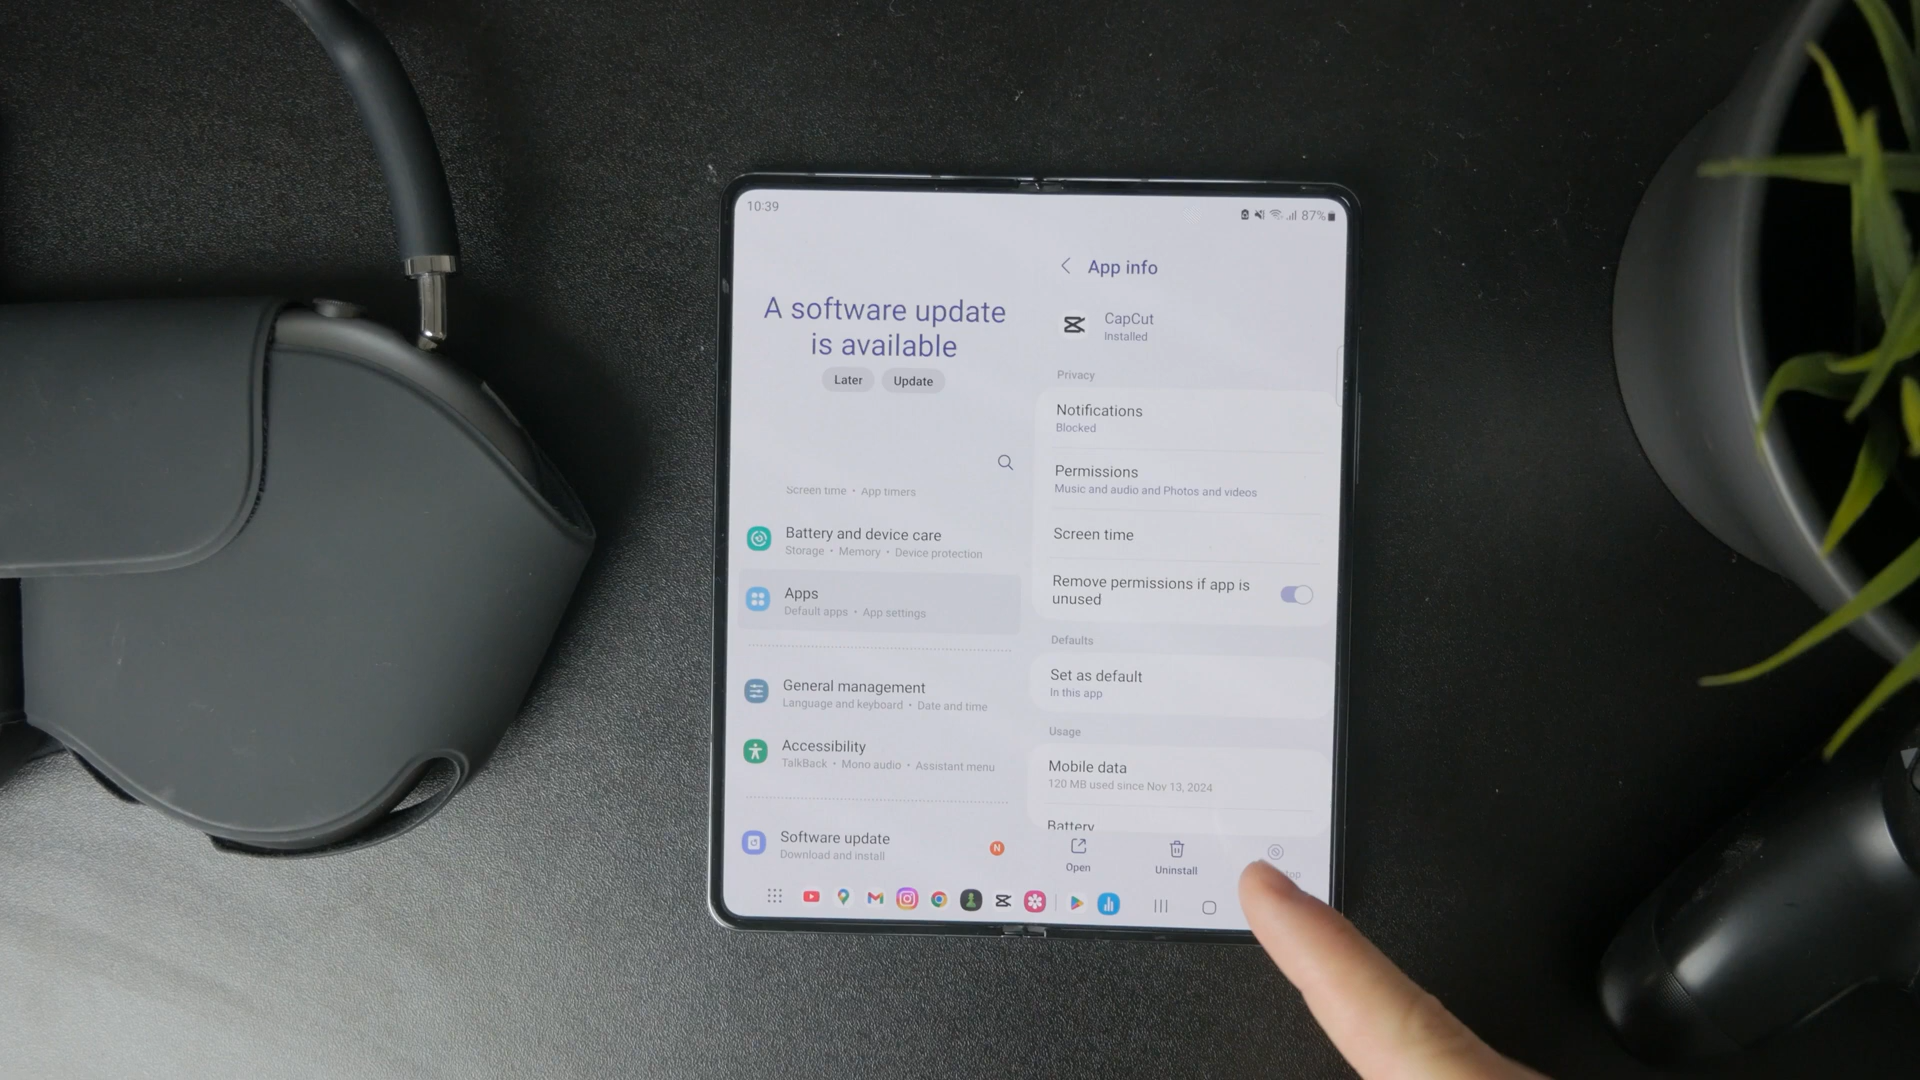 10:39
87%
A software update
is available
Later
Update
Screen time • App timers
Battery and device care
Storage • Memory • Device protection
Apps
Default apps • App settings
General management
Language and keyboard • Date and time
Accessibility
TalkBack • Mono audio • Assistant menu
Software update
Download and install
N
App info
CapCut
Installed
Privacy
Notifications
Blocked
Permissions
Music and audio and Photos and videos
Screen time
Remove permissions if app is
unused
Defaults
Set as default
In this app
Usage
Mobile data
120 MB used since Nov 13, 2024
Battery
Open
Uninstall